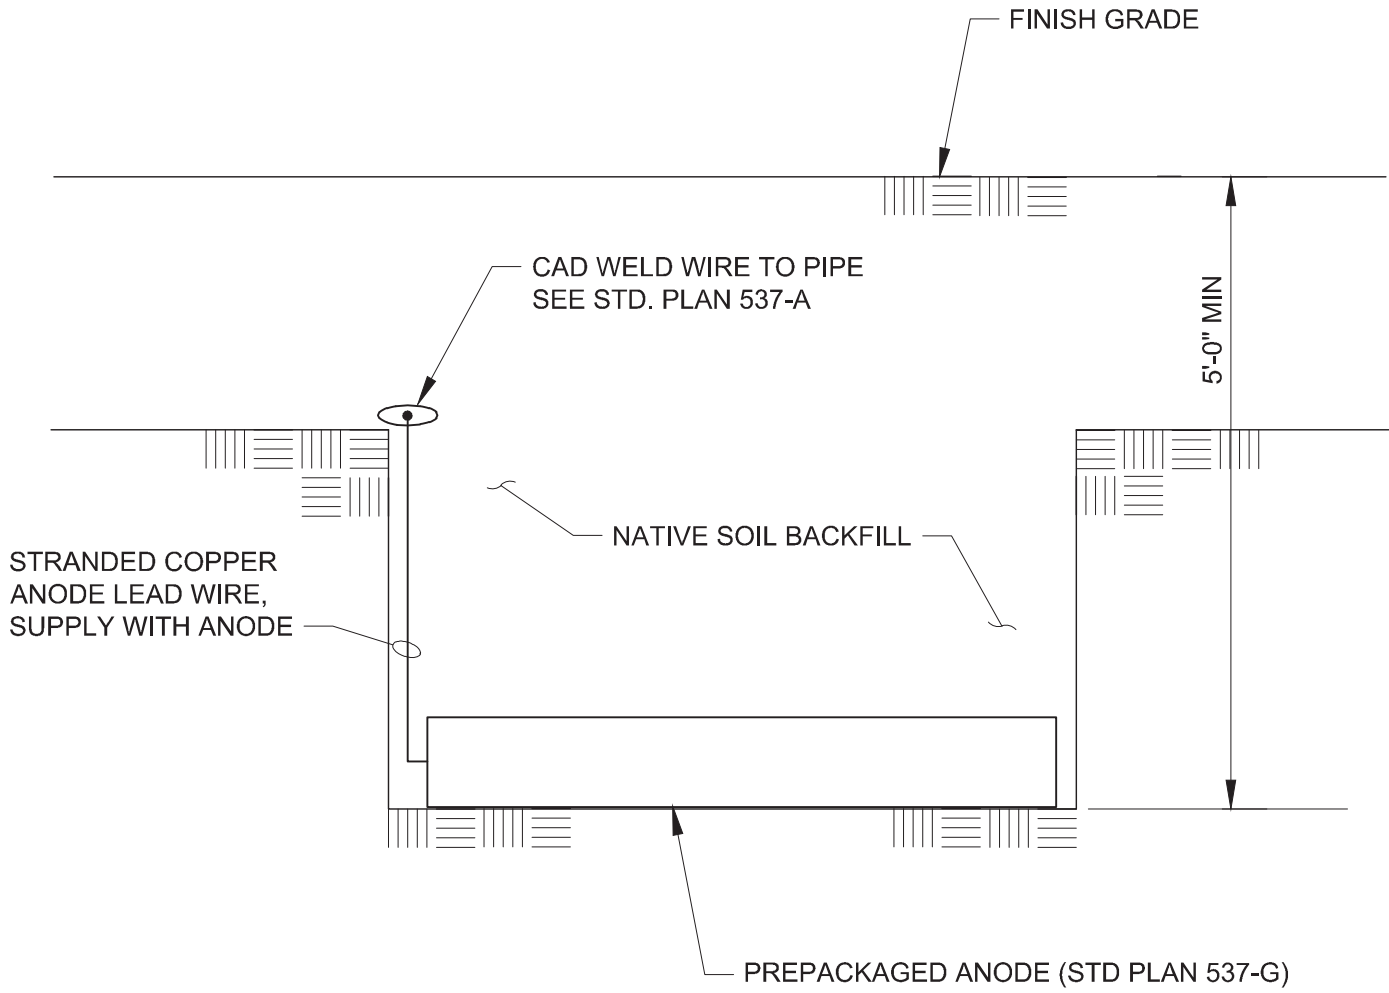 FINISH GRADE
CAD WELD WIRE TO PIPE
SEE STD. PLAN 537-A
5'-0" MIN
NATIVE SOIL BACKFILL
STRANDED COPPER
ANODE LEAD WIRE,
SUPPLY WITH ANODE
PREPACKAGED ANODE (STD PLAN 537-G)